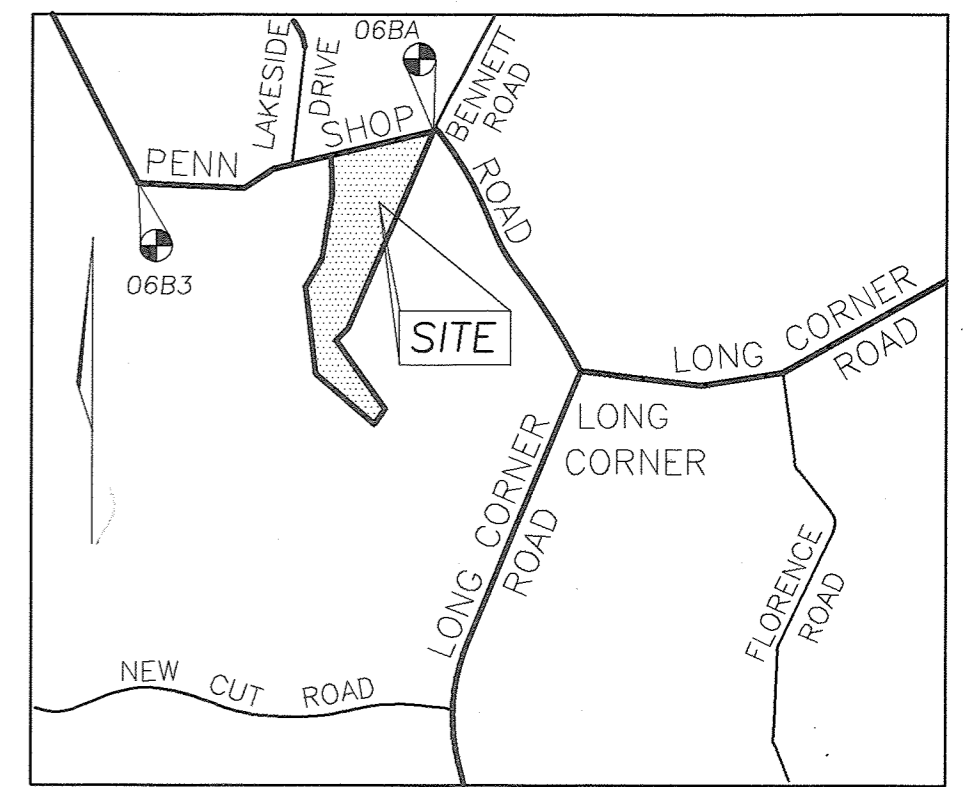 06BA
LAKESIDE
DRIVE
BENNETT
ROAD
PENN SHOP ROAD
06B3
SITE
LONG CORNER
ROAD
LONG
CORNER
LONG CORNER
ROAD
FLORENCE
ROAD
NEW CUT ROAD